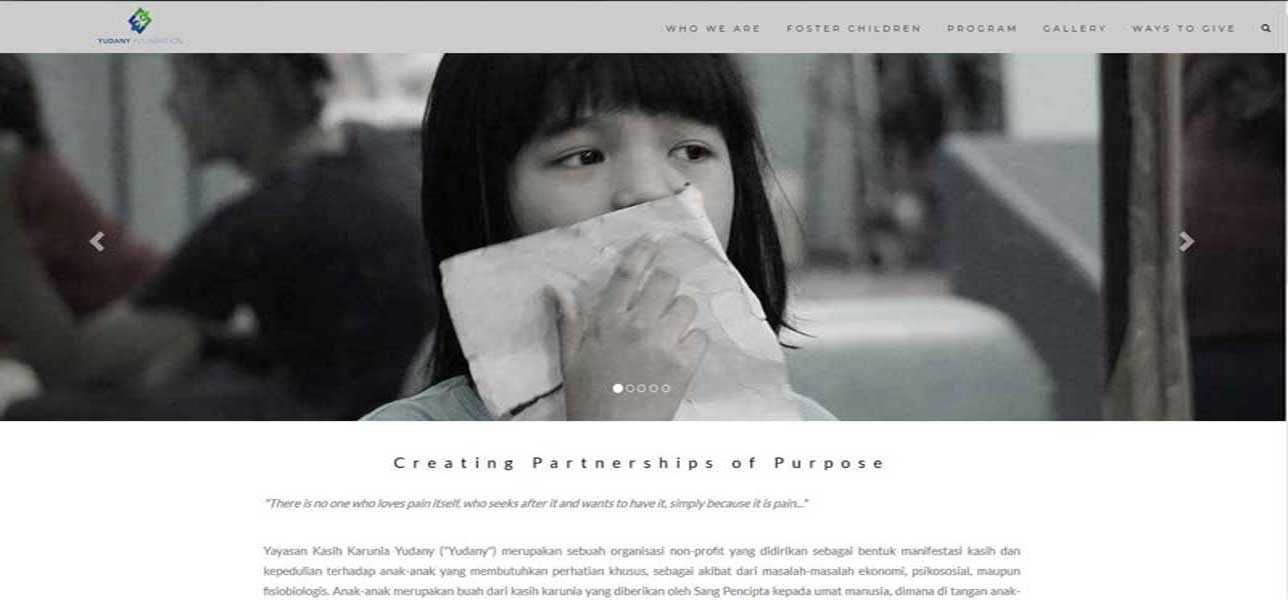 YUDANY FOUNDATION
WHO WE ARE FOSTER CHILDREN PROGRAM GALLERY WAYS TO GIVE
Creating Partnerships of Purpose
"There is no one who loves pain itself, who seeks after it and wants to have it, simply because it is pain..."
Yayasan Kasih Karunia Yudany ("Yudany") merupakan sebuah organisasi non-profit yang didirikan sebagai bentuk manifestasi kasih dan
kepedulian terhadap anak-anak yang membutuhkan perhatian khusus, sebagai akibat dari masalah-masalah ekonomi, psikososial, maupun
fisiobiologis. Anak-anak merupakan buah dari kasih karunia yang diberikan oleh Sang Pencipta kepada umat manusia, dimana di tangan anak-